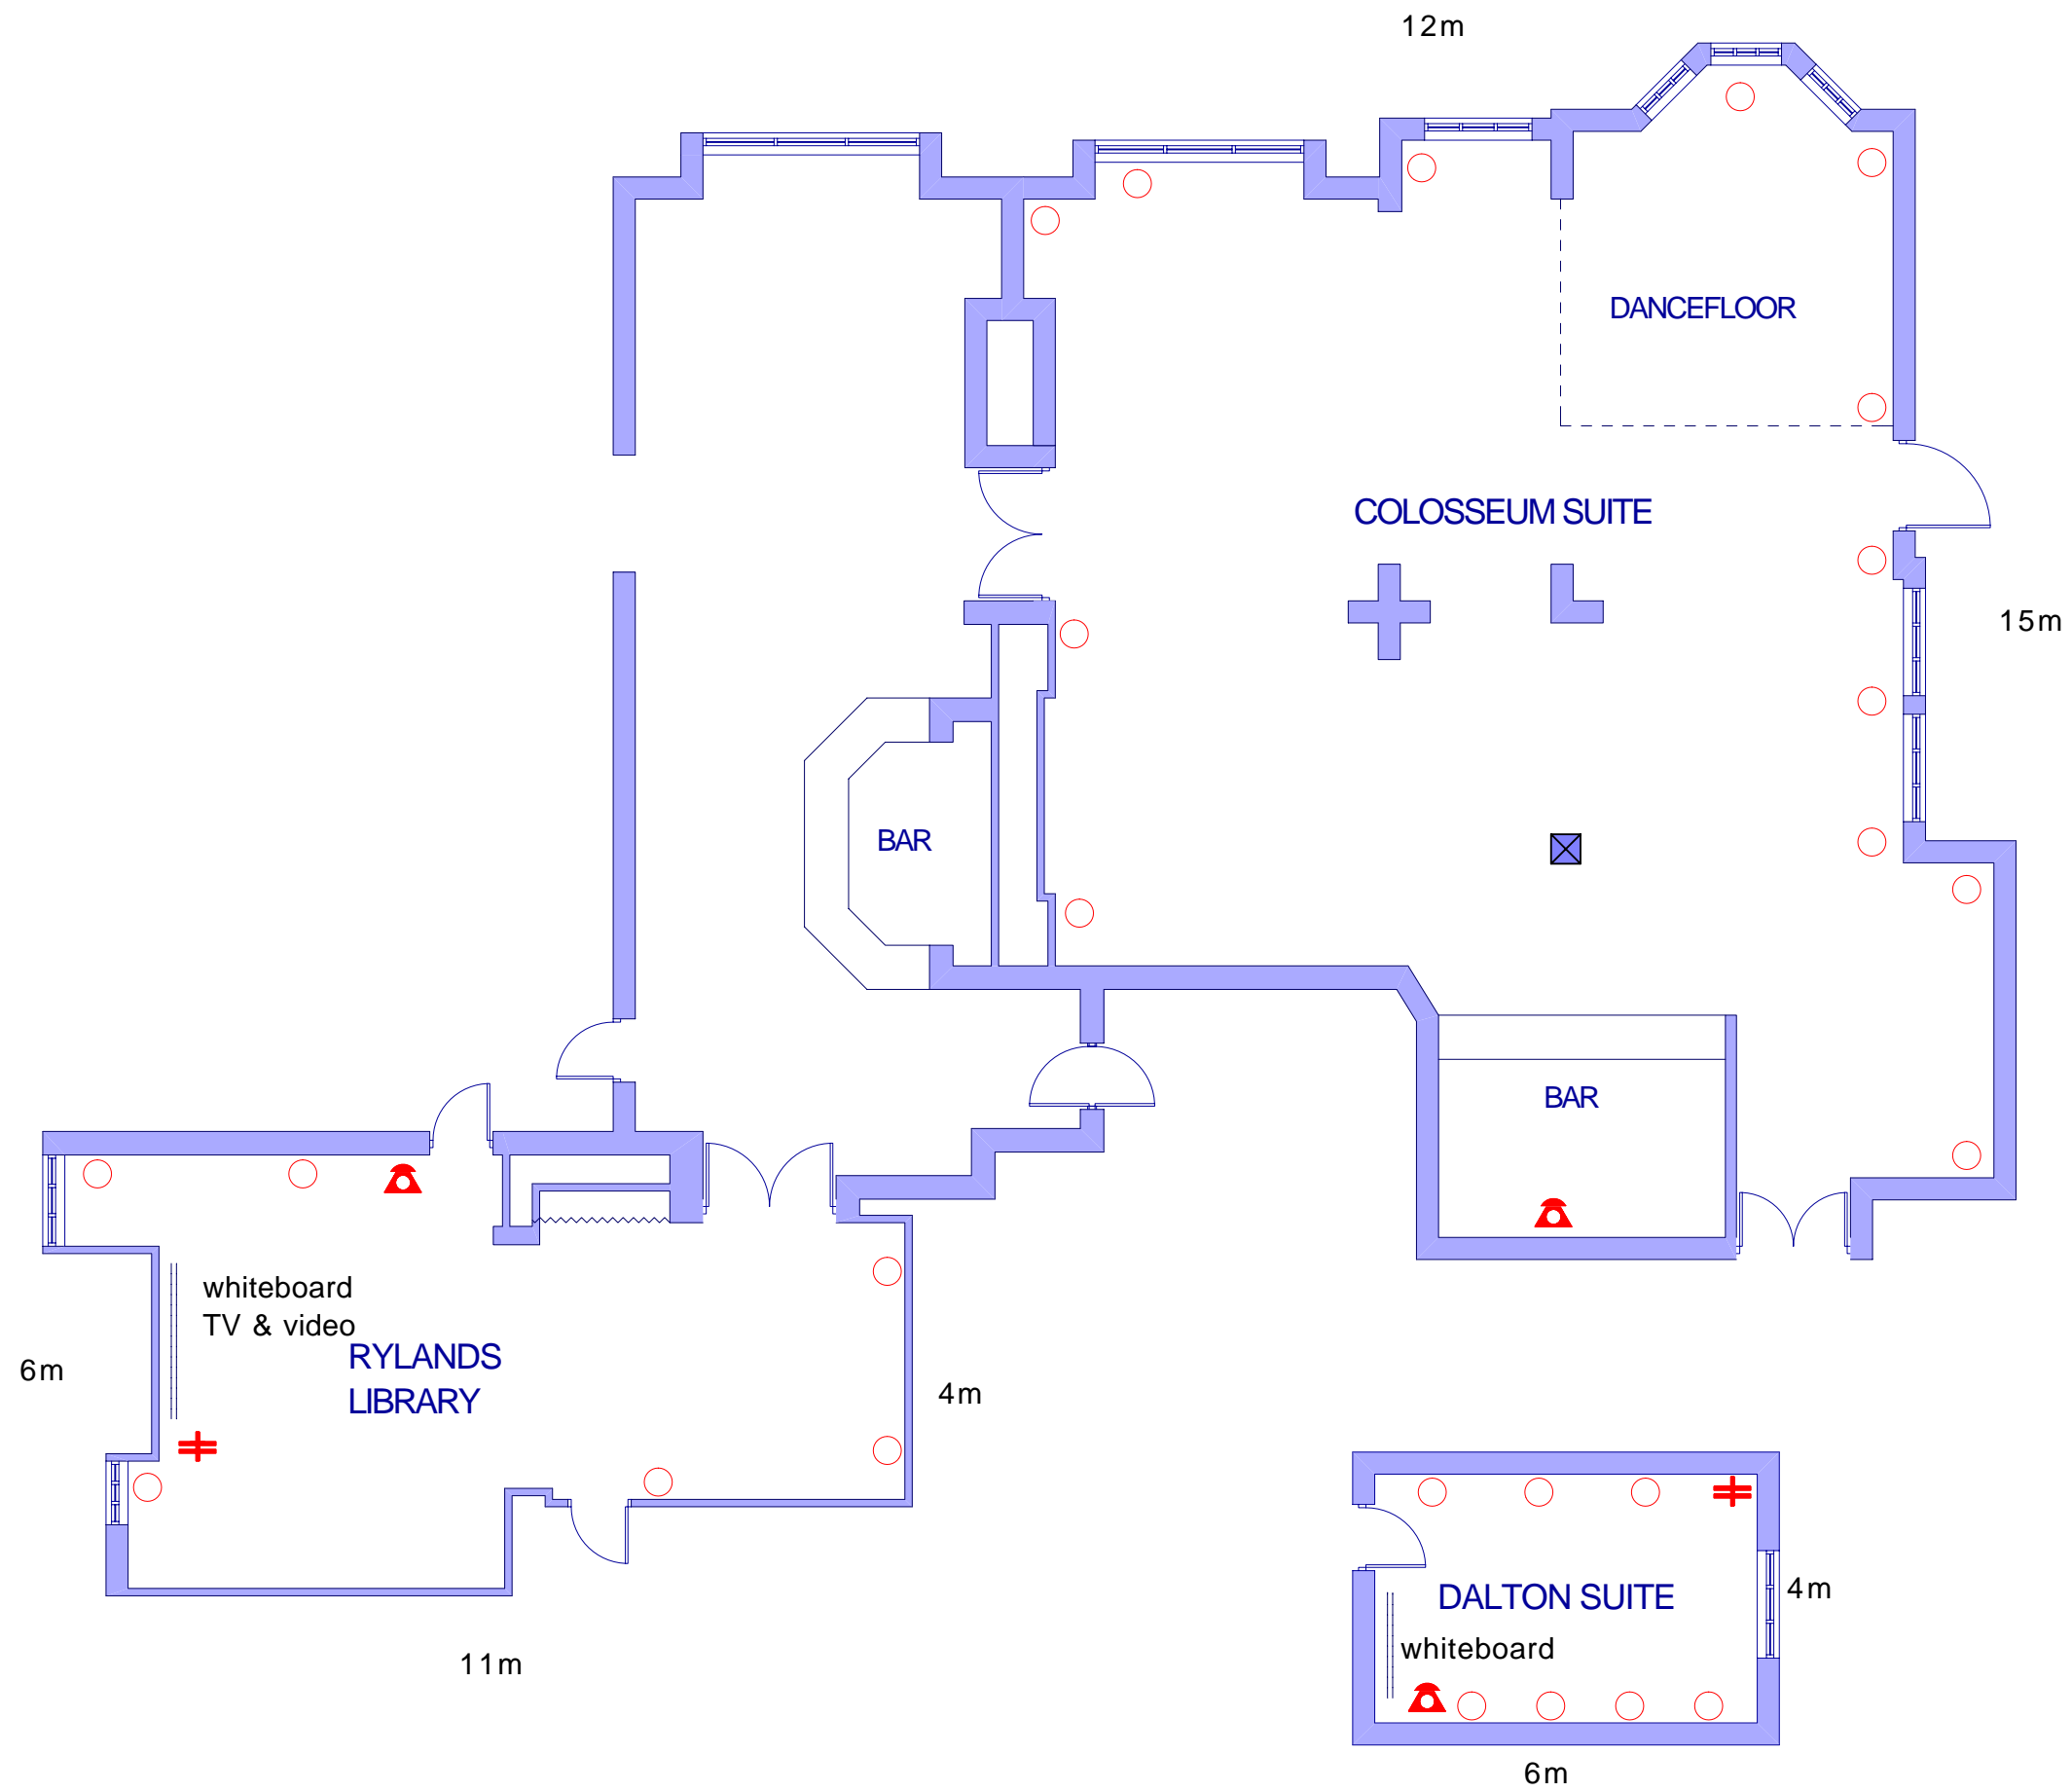 12m
DANCEFLOOR
COLOSSEUM SUITE
15m
BAR
BAR
whiteboard
TV & video
RYLANDS
LIBRARY
6m
4m
11m
DALTON SUITE
4m
whiteboard
6m